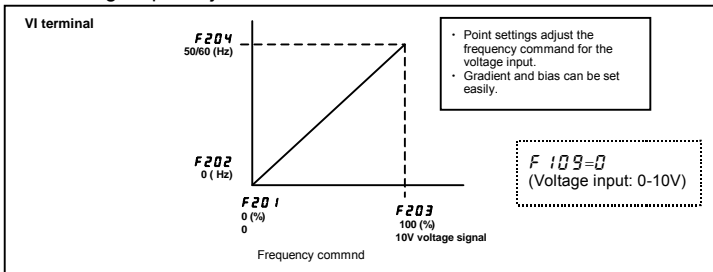 VI terminal
F204
50/60 (Hz)
· Point settings adjust the
frequency command for the
voltage input.
· Gradient and bias can be set
easily.
F202
0 ( Hz)
F109=0
(Voltage input: 0-10V)
F201
0 (%)
0
F203
100 (%)
10V voltage signal
Frequency commnd